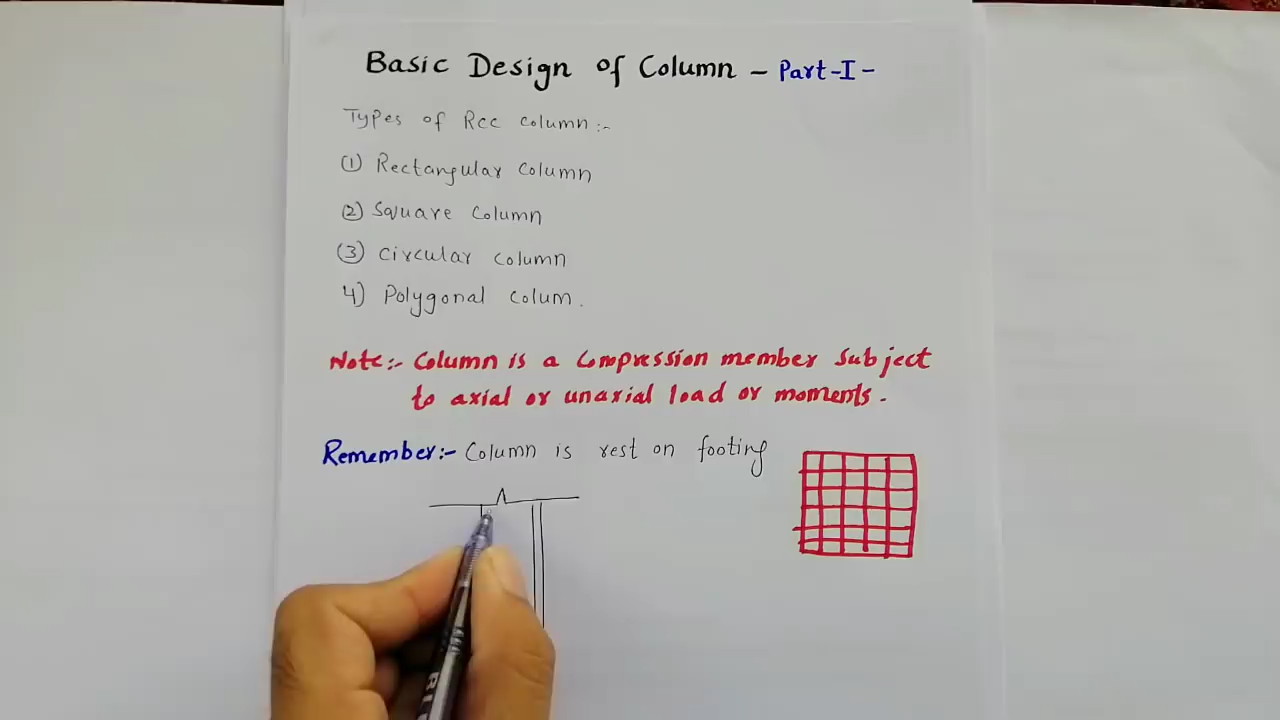 Basic Design of Column - Part-I -
Types of Rcc column:-
(1) Rectangular column
(2) Square column
(3) circular column
4) Polygonal colum.
Note:- Column is a Compression member subject
to axial or unaxial load or moments.
Remember:- Column is rest on footing